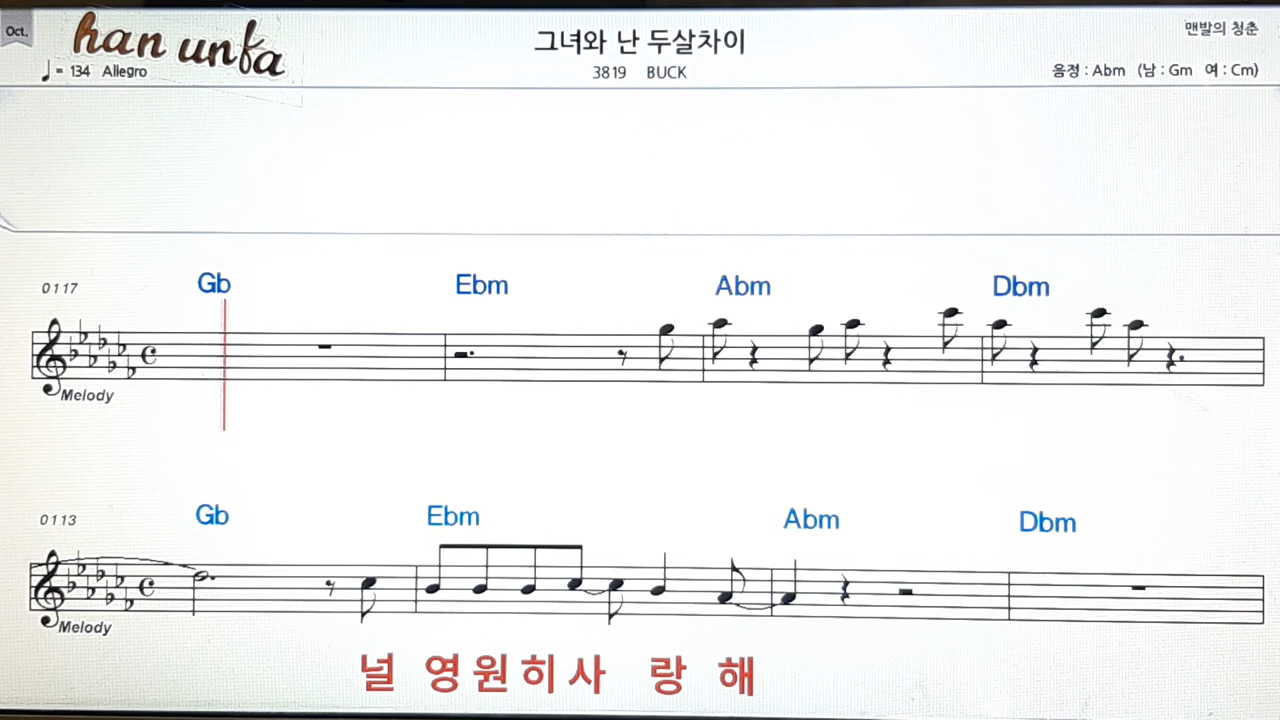 Oct.
han unfa
♩ = 134 Allegro
그녀와 난 두살차이
3819 BUCK
맨발의 청춘
음정 : Abm (남 : Gm 여 : Cm)
0117
Gb Ebm Abm Dbm
Melody
0113
Gb Ebm Abm Dbm
Melody
널 영원히사 랑 해